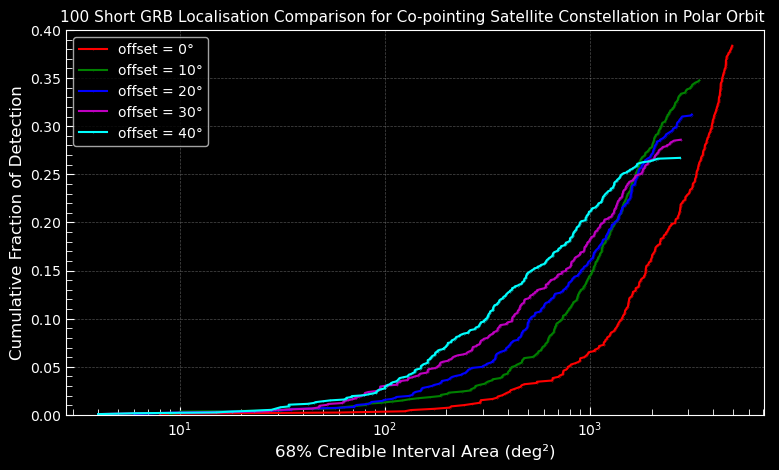 100 Short GRB Localisation Comparison for Co-pointing Satellite Constellation in Polar Orbit
0.40
0.35
0.30
0.25
0.20
0.15
0.10
0.05
0.00
Cumulative Fraction of Detection
offset = 0°
offset = 10°
offset = 20°
offset = 30°
offset = 40°
10¹
10²
10³
68% Credible Interval Area (deg²)